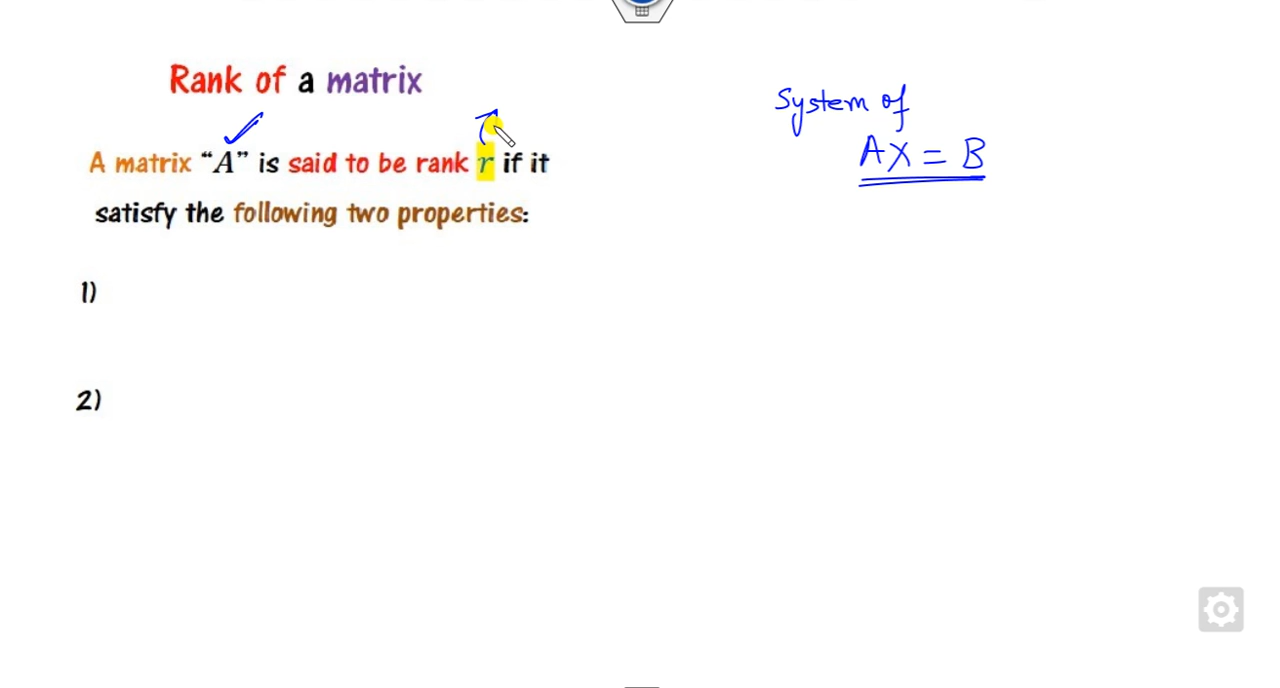 Rank of a matrix
A matrix “A” is said to be rank r if it
satisfy the following two properties:
1)
2)
System of
AX = B